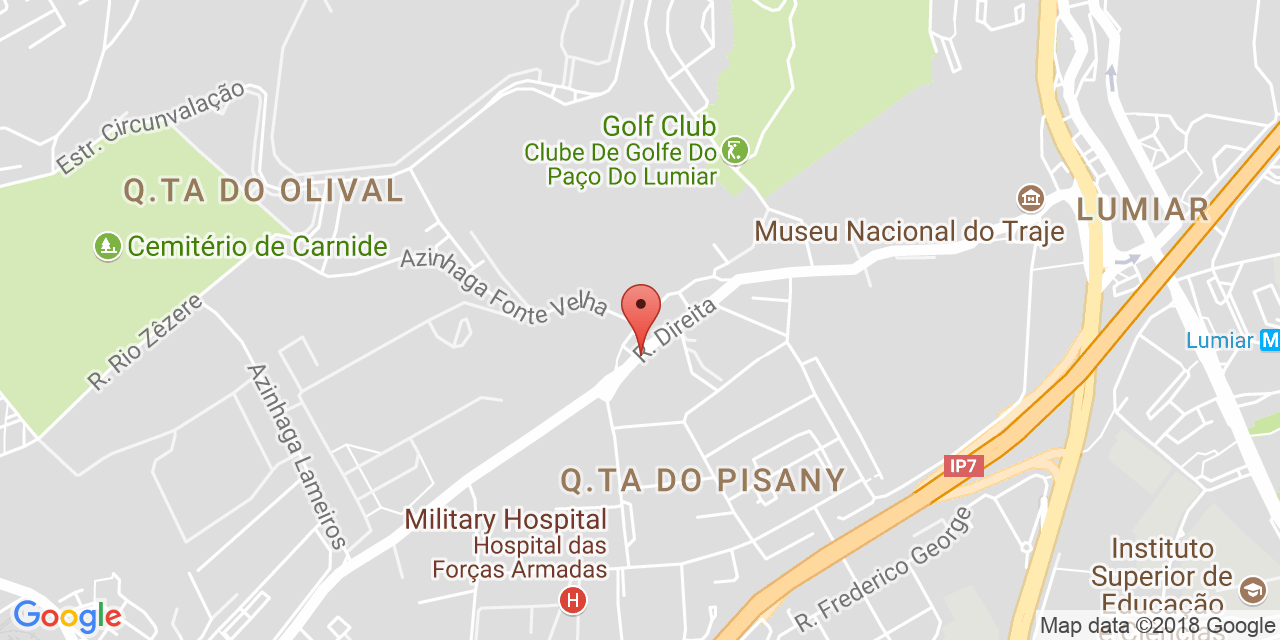 Estr. Circunvalação
Golf Club
Clube De Golfe Do
Paço Do Lumiar
Q.TA DO OLIVAL
LUMIAR
Museu Nacional do Traje
Cemitério de Carnide
Azinhaga Fonte Velha
R. Direita
R. Rio Zêzere
Lumiar M
Azinhaga Lameiros
IP7
Q.TA DO PISANY
Military Hospital
Hospital das
Forças Armadas
H
R. Frederico George
Instituto
Superior de
Educação
e Ciências
Google
Map data ©2018 Google